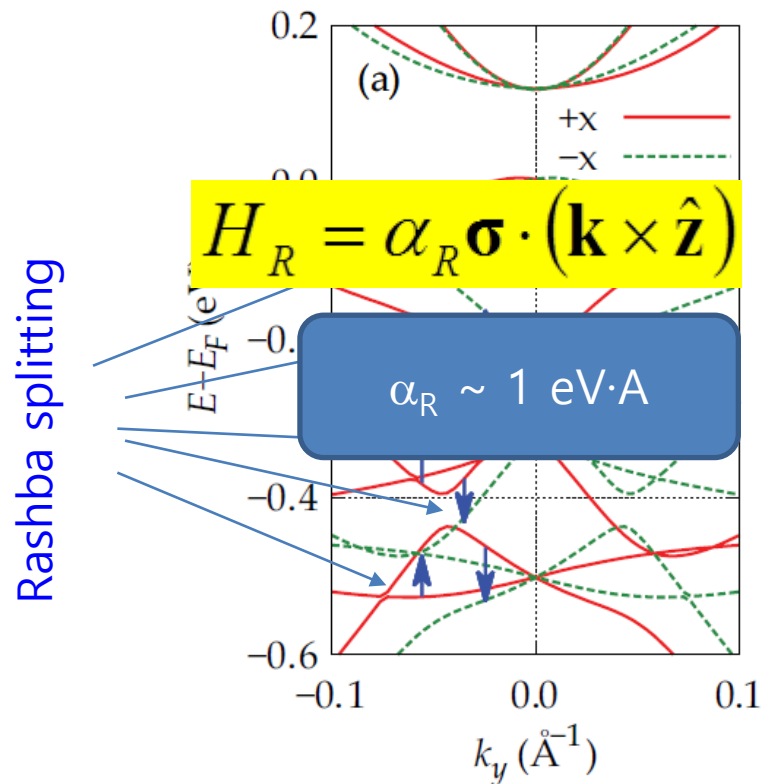 0.2
(a)
+x
−x
H_R = α_R σ · (k × ẑ)
Rashba splitting
E−E_F (eV
α_R ~ 1 eV·A
−0.4
−0.6
−0.1
0.0
0.1
k_y (Å⁻¹)